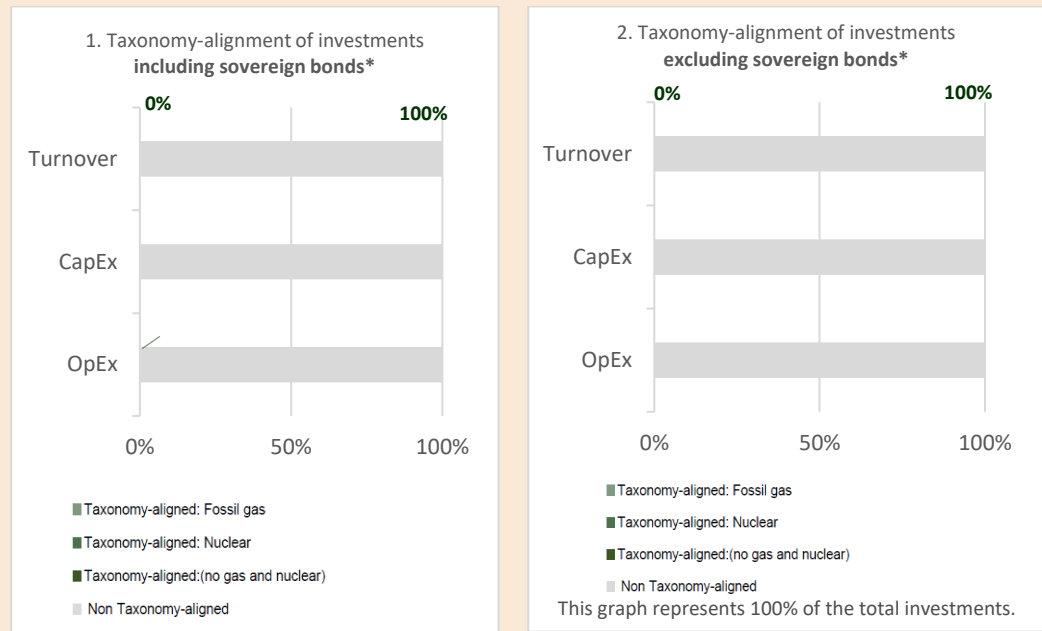 1. Taxonomy-alignment of investments
including sovereign bonds*
0%
100%
Turnover
CapEx
OpEx
0% 50% 100%
Taxonomy-aligned: Fossil gas
Taxonomy-aligned: Nuclear
Taxonomy-aligned:(no gas and nuclear)
Non Taxonomy-aligned
2. Taxonomy-alignment of investments
excluding sovereign bonds*
0% 100%
Turnover
CapEx
OpEx
0% 50% 100%
Taxonomy-aligned: Fossil gas
Taxonomy-aligned: Nuclear
Taxonomy-aligned:(no gas and nuclear)
Non Taxonomy-aligned
This graph represents 100% of the total investments.